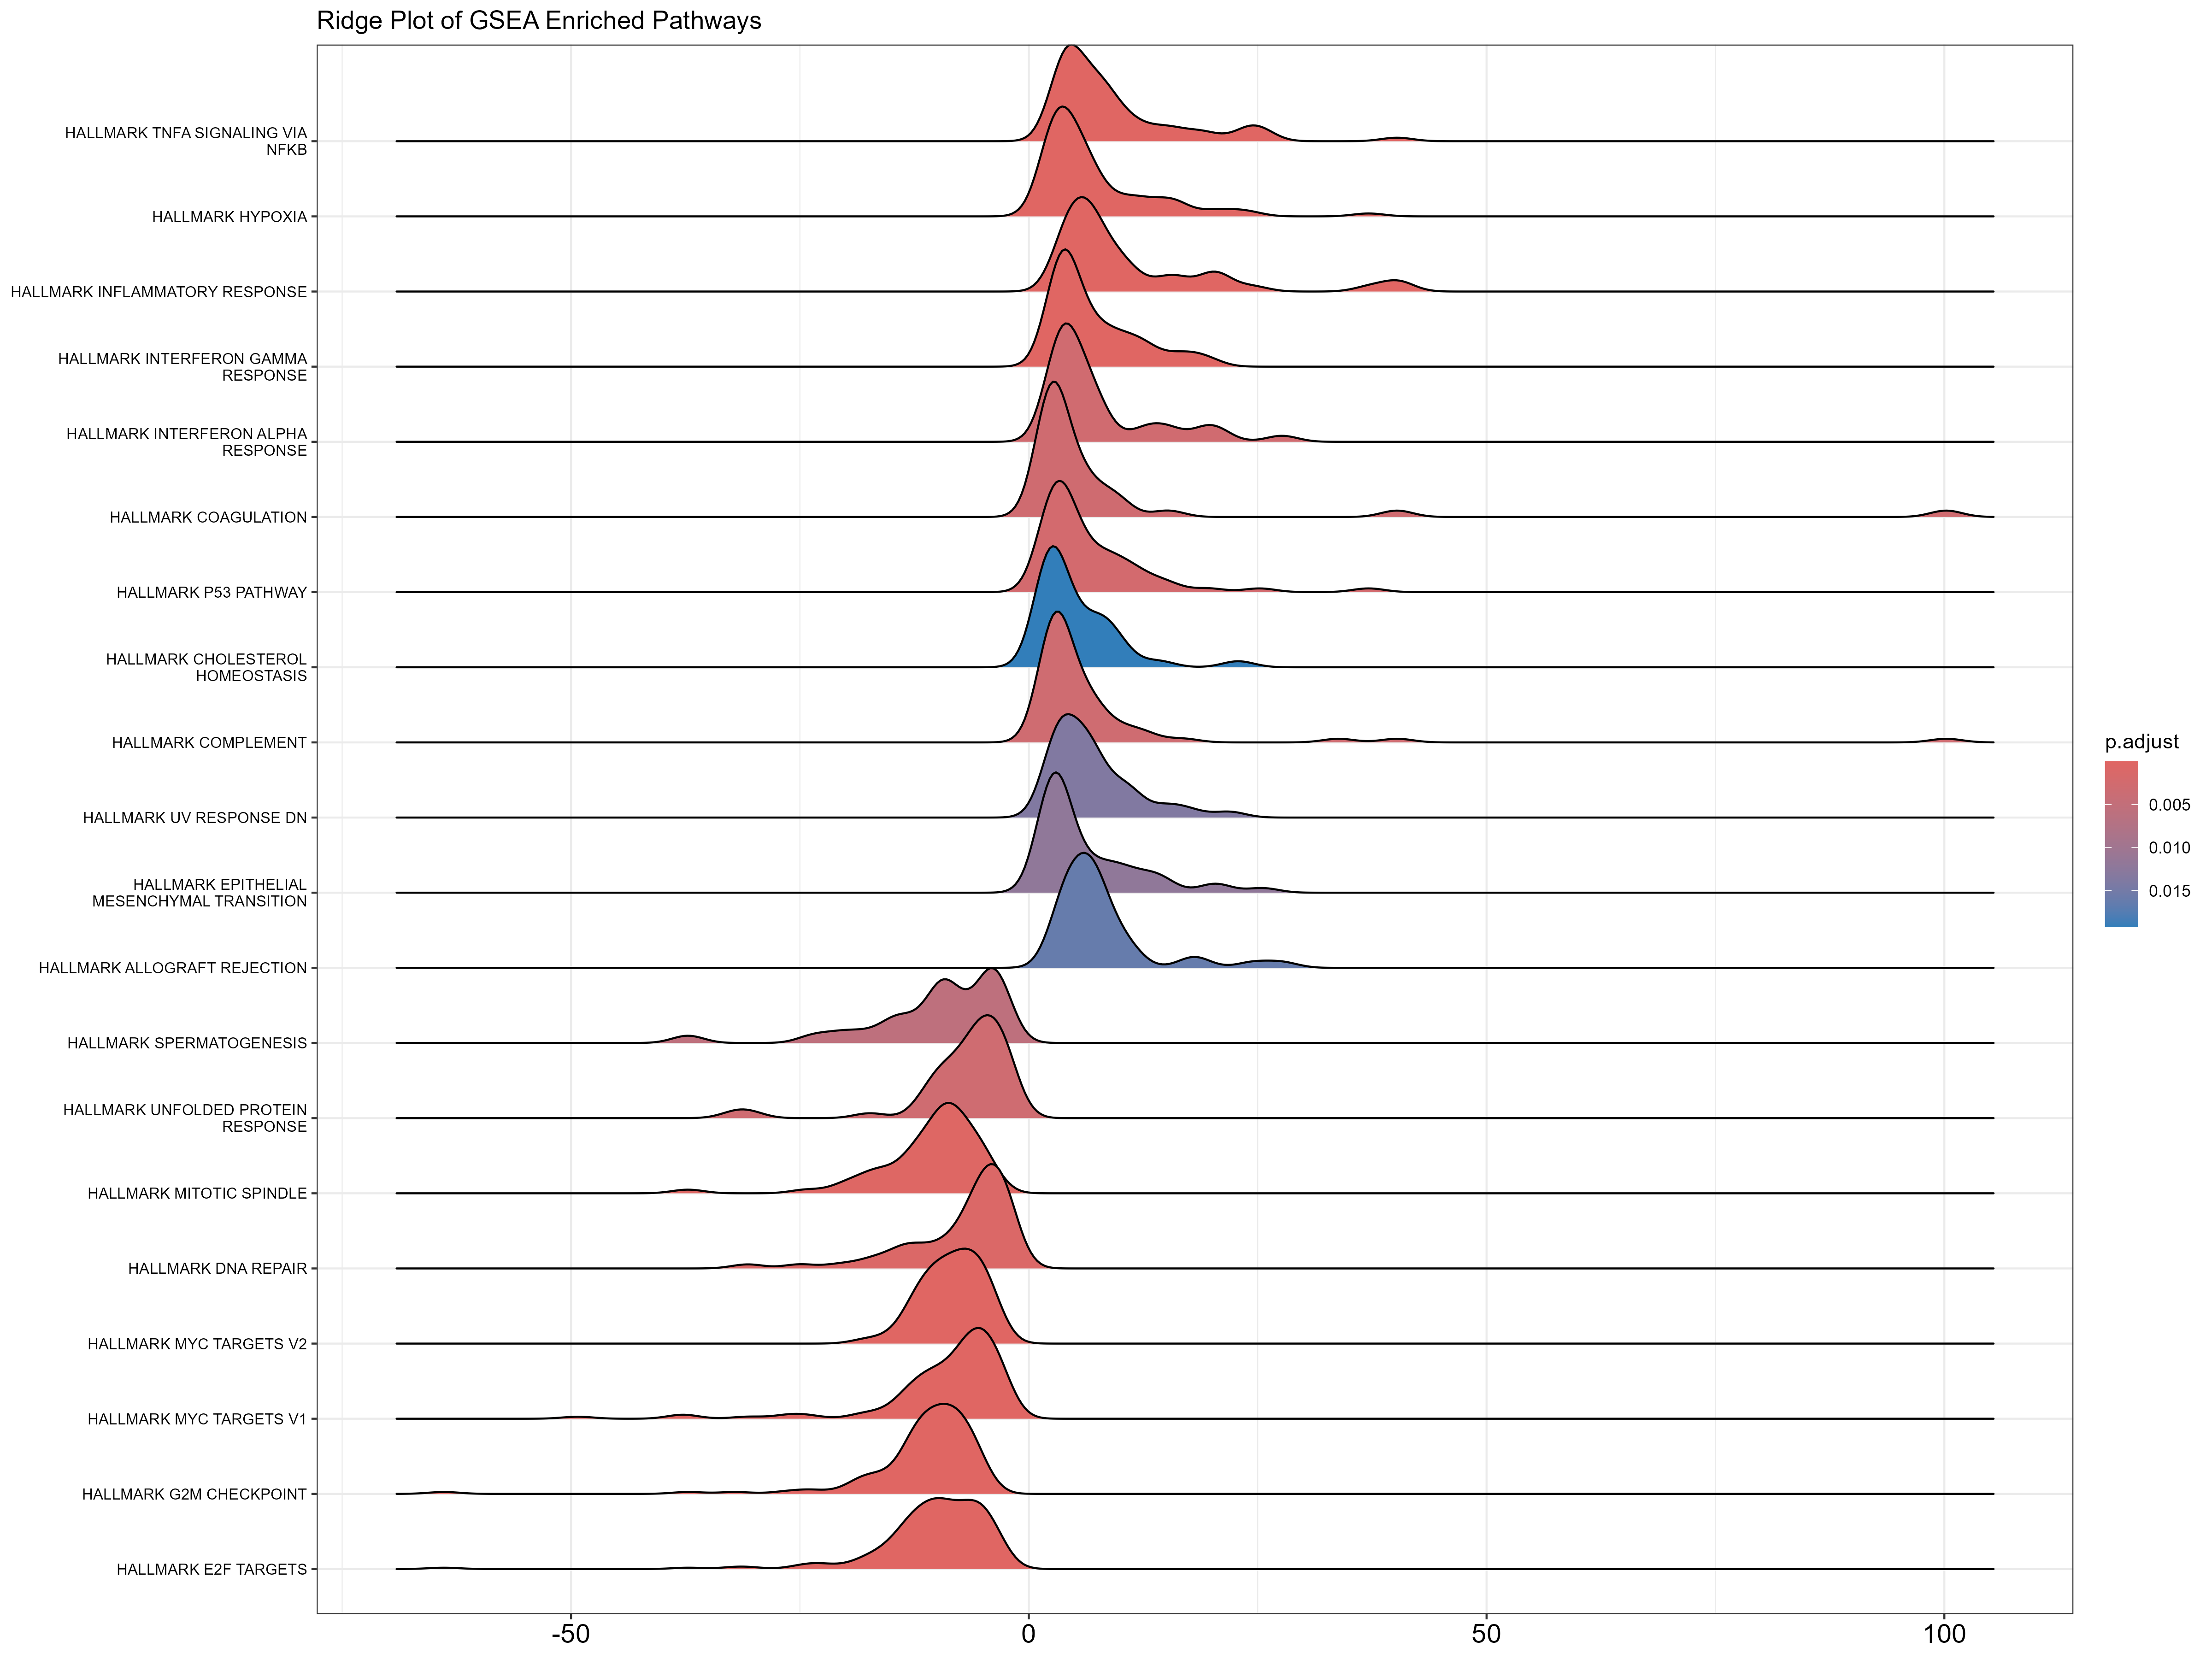 Ridge Plot of GSEA Enriched Pathways
HALLMARK TNFA SIGNALING VIA
NFKB
HALLMARK HYPOXIA
HALLMARK INFLAMMATORY RESPONSE
HALLMARK INTERFERON GAMMA
RESPONSE
HALLMARK INTERFERON ALPHA
RESPONSE
HALLMARK COAGULATION
HALLMARK P53 PATHWAY
HALLMARK CHOLESTEROL
HOMEOSTASIS
HALLMARK COMPLEMENT
HALLMARK UV RESPONSE DN
HALLMARK EPITHELIAL
MESENCHYMAL TRANSITION
HALLMARK ALLOGRAFT REJECTION
HALLMARK SPERMATOGENESIS
HALLMARK UNFOLDED PROTEIN
RESPONSE
HALLMARK MITOTIC SPINDLE
HALLMARK DNA REPAIR
HALLMARK MYC TARGETS V2
HALLMARK MYC TARGETS V1
HALLMARK G2M CHECKPOINT
HALLMARK E2F TARGETS
-50 0 50 100
p.adjust
0.005
0.010
0.015